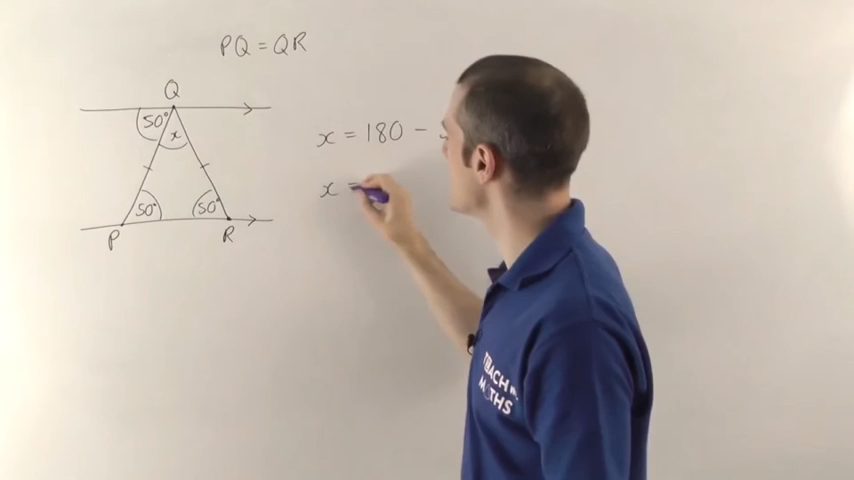 PQ = QR
Q
50°
x
x = 180 -
x =
50°
50°
P
R
TEACH
MATHS